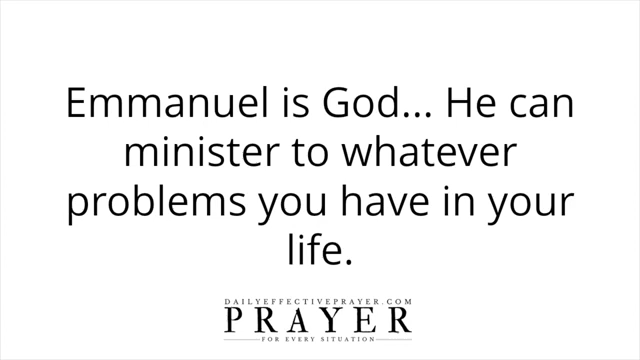 Emmanuel is God... He can
minister to whatever
problems you have in your
life.
DAILYEFFECTIVEPRAYER.COM
PRAYER
FOR EVERY SITUATION